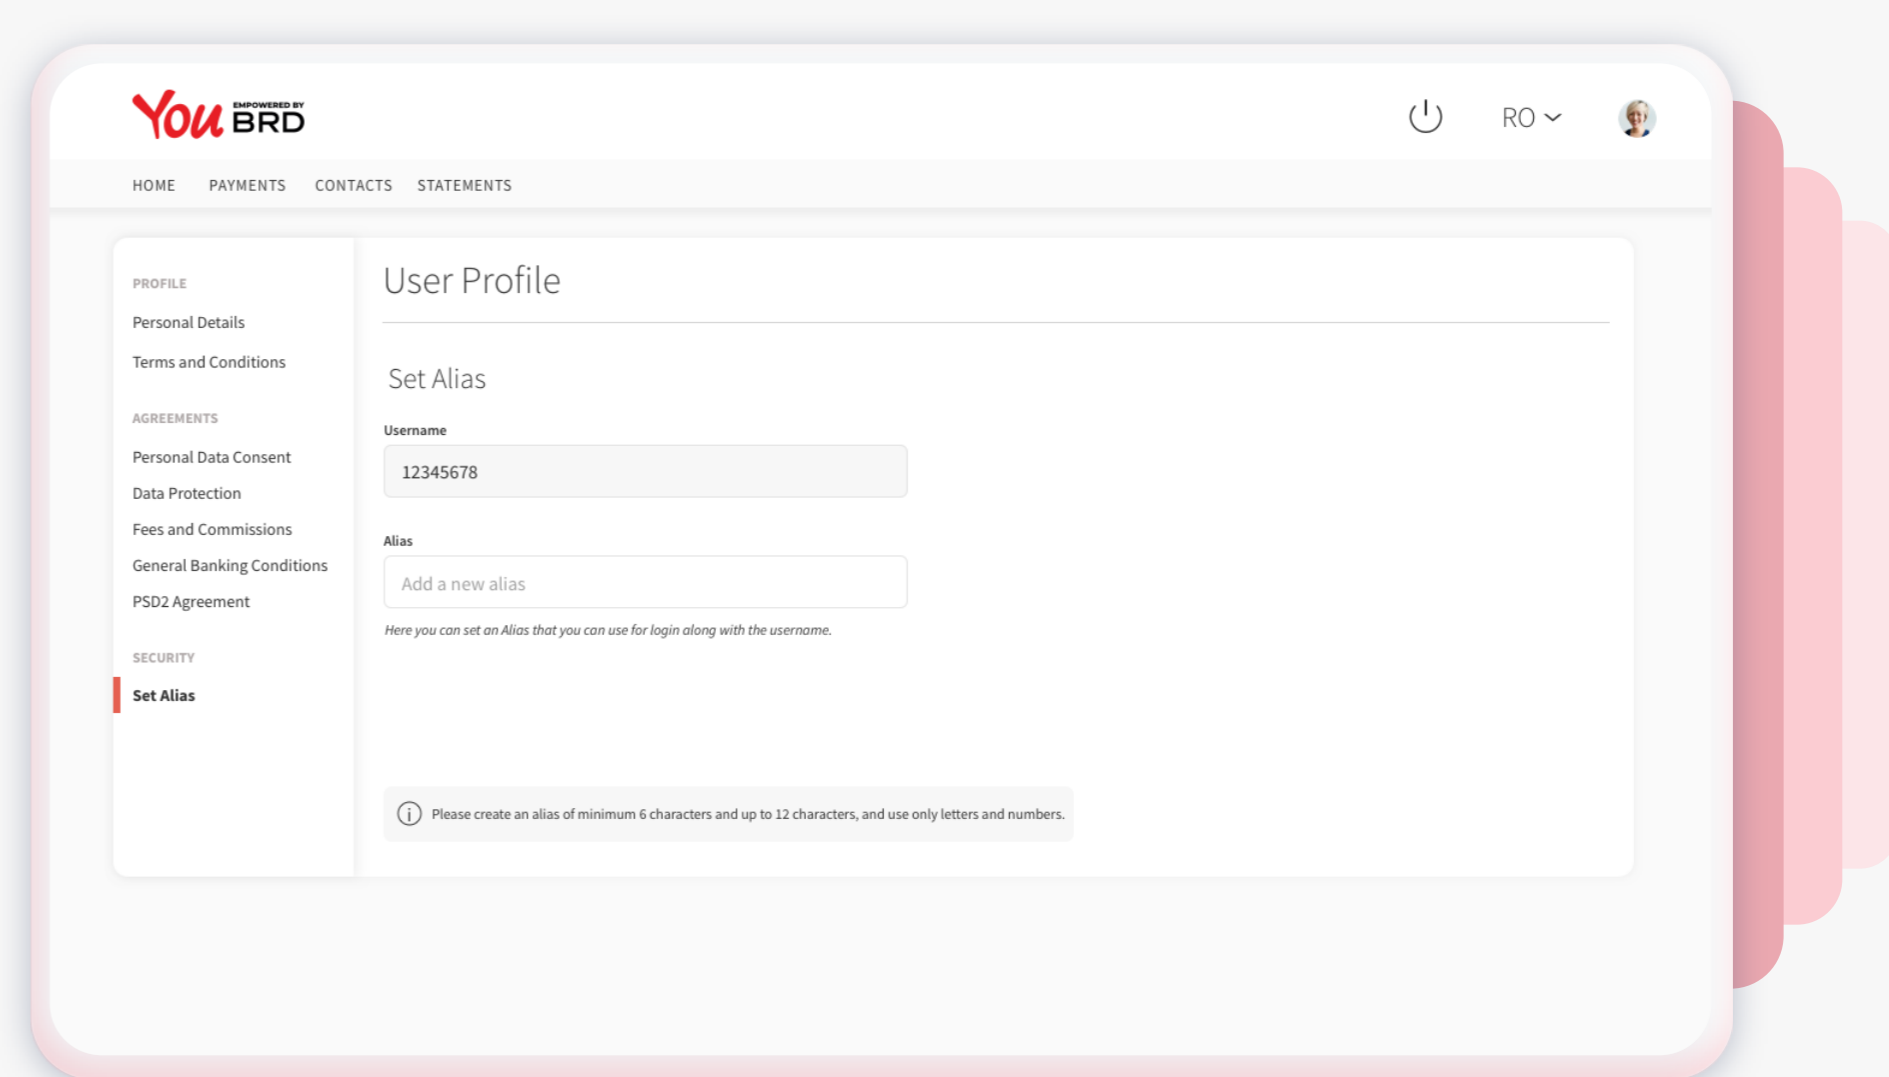 You EMPOWERED BY BRD
RO
HOME PAYMENTS CONTACTS STATEMENTS
PROFILE
Personal Details
Terms and Conditions
AGREEMENTS
Personal Data Consent
Data Protection
Fees and Commissions
General Banking Conditions
PSD2 Agreement
SECURITY
Set Alias
User Profile
Set Alias
Username
12345678
Alias
Add a new alias
Here you can set an Alias that you can use for login along with the username.
Please create an alias of minimum 6 characters and up to 12 characters, and use only letters and numbers.